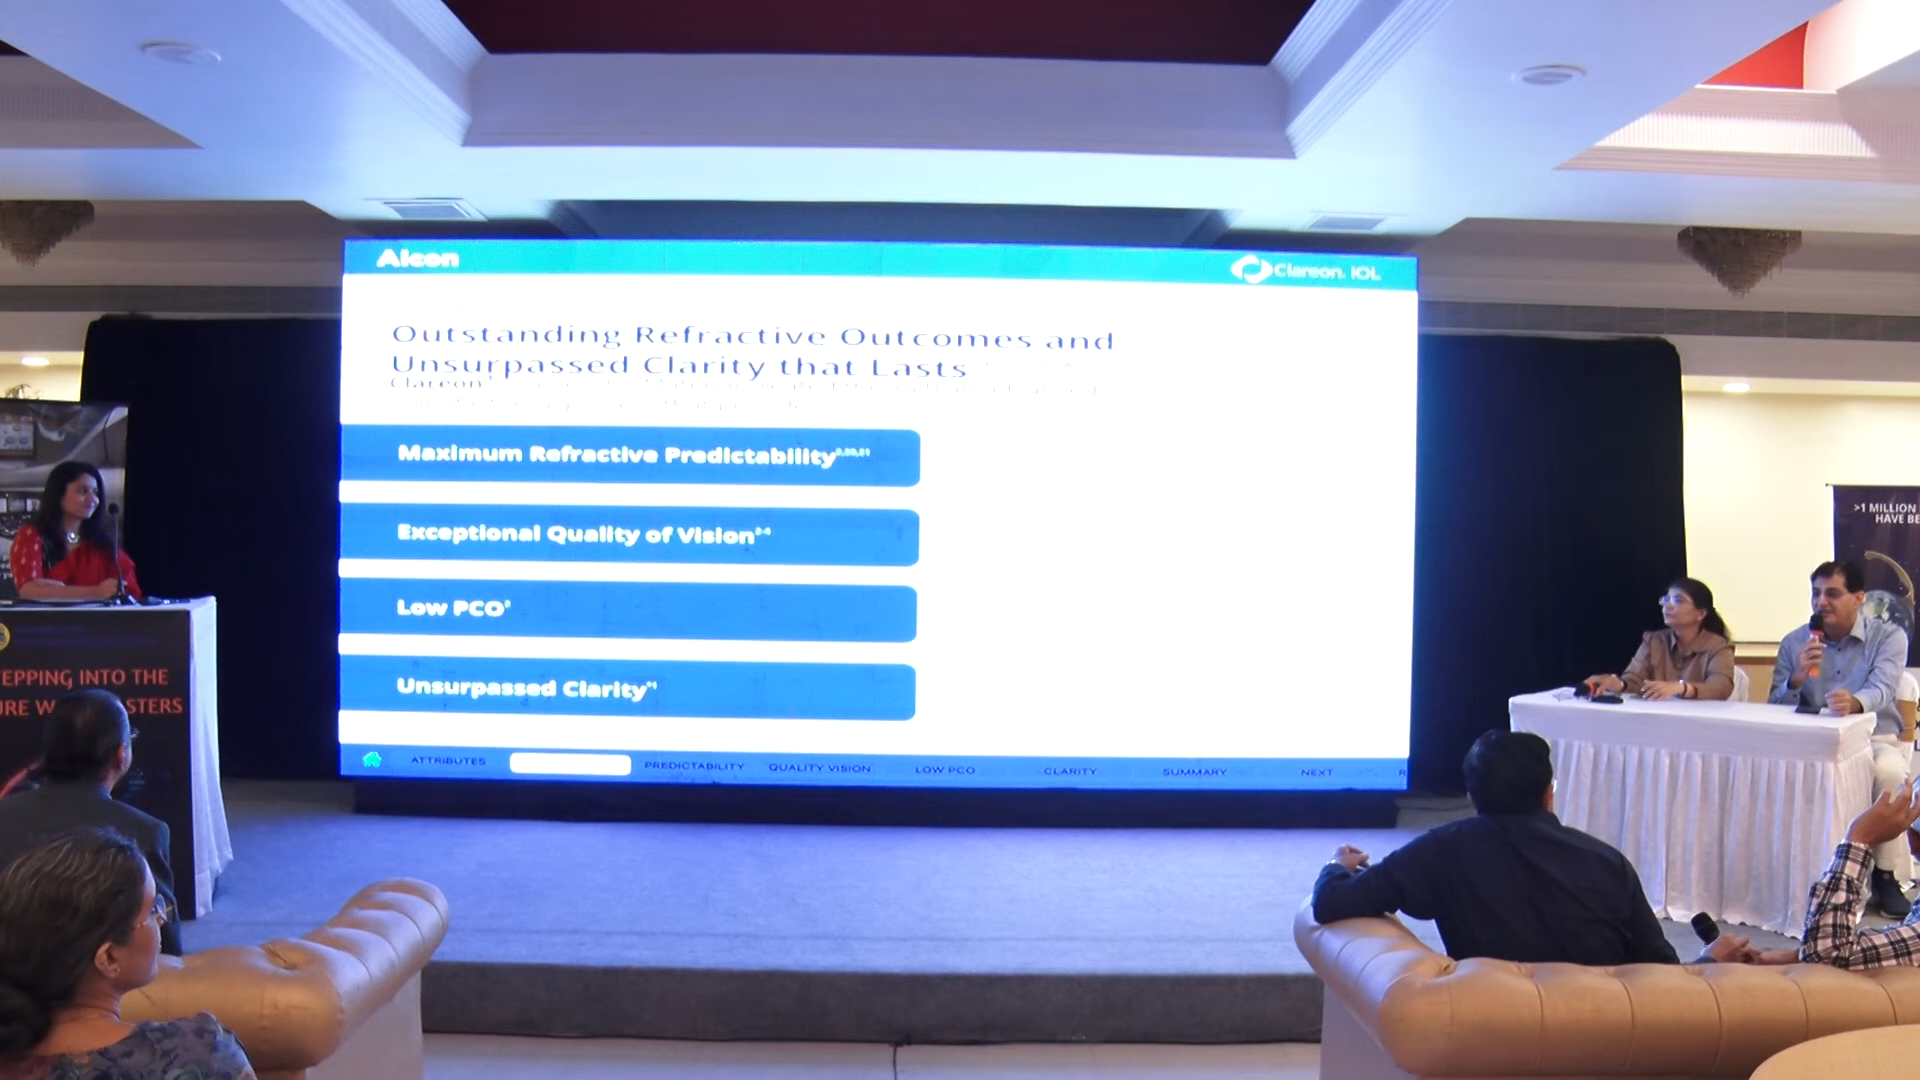 Alcon
Clareon. IOL
Outstanding Refractive Outcomes and
Unsurpassed Clarity that Lasts
Clareon
Maximum Refractive Predictability
Exceptional Quality of Vision
Low PCO
Unsurpassed Clarity
ATTRIBUTES PREDICTABILITY QUALITY VISION LOW PCO CLARITY SUMMARY NEXT
EPPING INTO THE
URE W STERS
>1 MILLION
HAVE BE